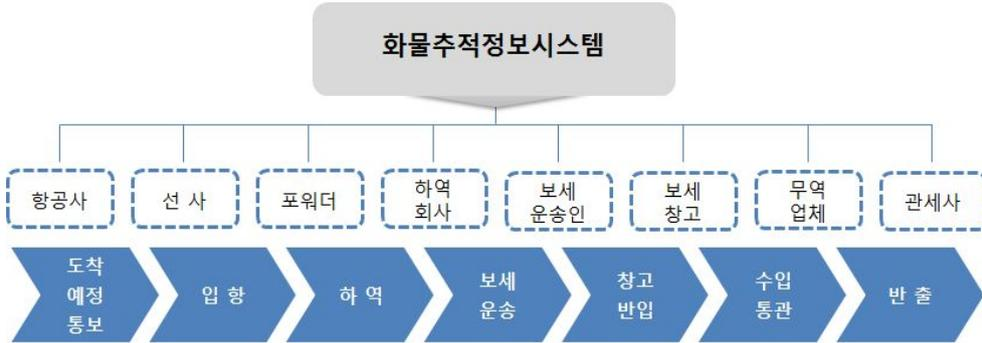 화물추적정보시스템
항공사
선 사
포워더
하역
회사
보세
운송인
보세
창고
무역
업체
관세사
도착
예정
통보
입 항
하 역
보세
운송
창고
반입
수입
통관
반 출